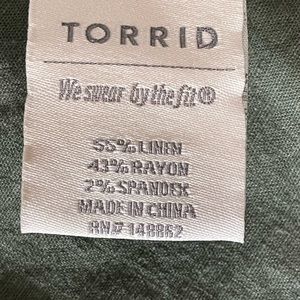 TORRID
We swear by the fit®
55% LINEN
43% RAYON
2% SPANDEX
MADE IN CHINA
RN# 148862